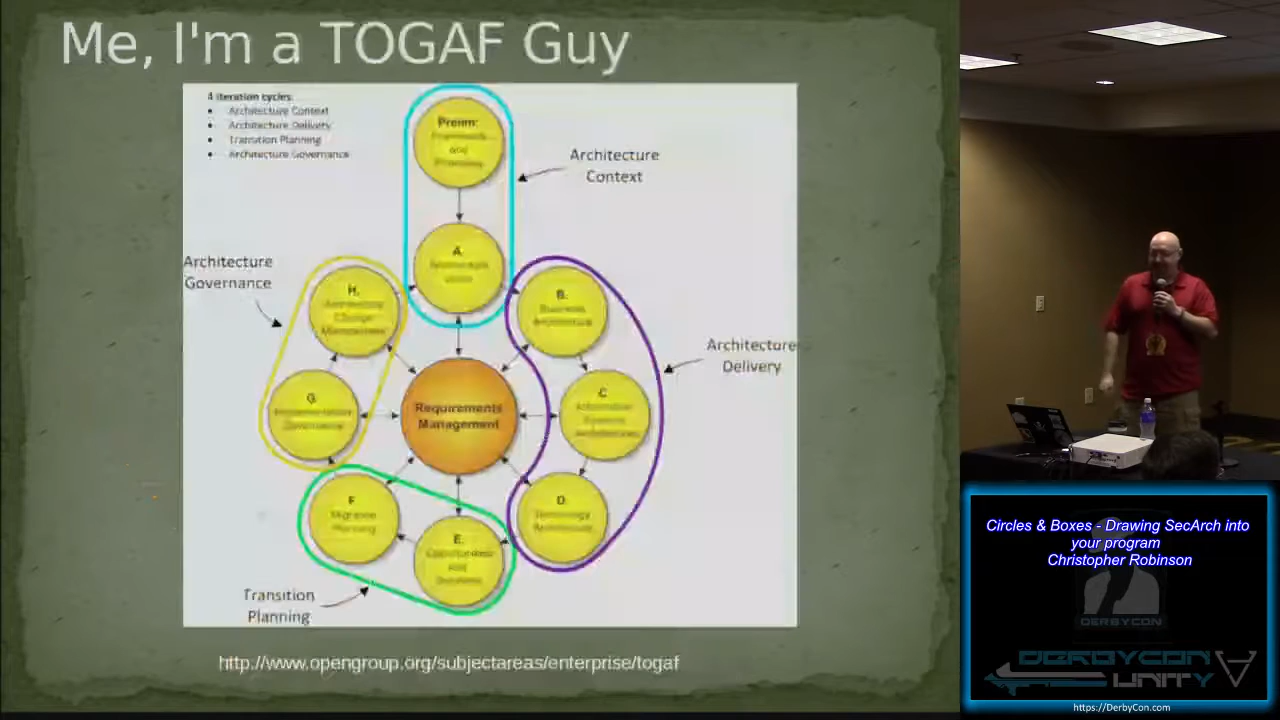 Me, I'm a TOGAF Guy
4 iteration cycles
Architecture Context
Architecture Delivery
Transition Planning
Architecture Governance
Prelim:
Framework
and
Principles
Architecture
Context
A.
Architecture
Vision
Architecture
Governance
H.
Architecture
Change
Management
B.
Business
Architecture
Architecture
Delivery
G.
Implementation
Governance
Requirements
Management
C.
Information
Systems
Architectures
F.
Migration
Planning
E.
Opportunities
and
Solutions
D.
Technology
Architecture
Transition
Planning
http://www.opengroup.org/subjectareas/enterprise/togaf
Circles & Boxes - Drawing SecArch into
your program
Christopher Robinson
DERBYCON
DERBYCON
UNITY
https://DerbyCon.com